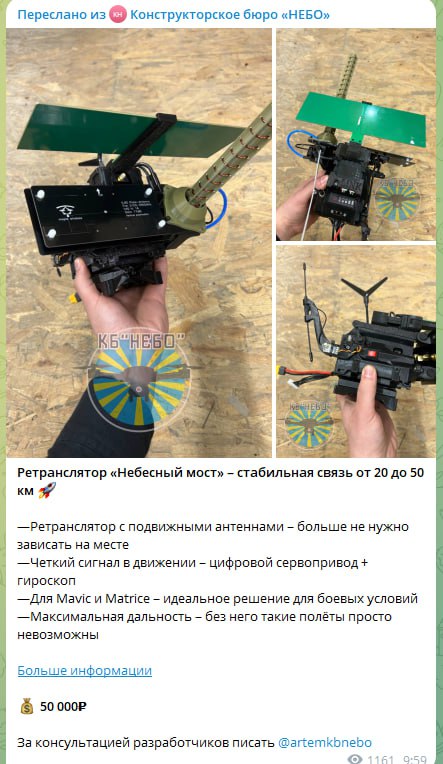 Переслано из КН Конструкторское бюро «НЕБО»
КБ"НЕБО"
КБ"НЕБО"
КБ"НЕБО"
Ретранслятор «Небесный мост» – стабильная связь от 20 до 50
км 🚀
—Ретранслятор с подвижными антеннами – больше не нужно
зависать на месте
—Четкий сигнал в движении – цифровой сервопривод +
гироскоп
—Для Mavic и Matrice – идеальное решение для боевых условий
—Максимальная дальность – без него такие полёты просто
невозможны
Больше информации
💰 50 000₽
За консультацией разработчиков писать @artemkbnebo
1161 9:59